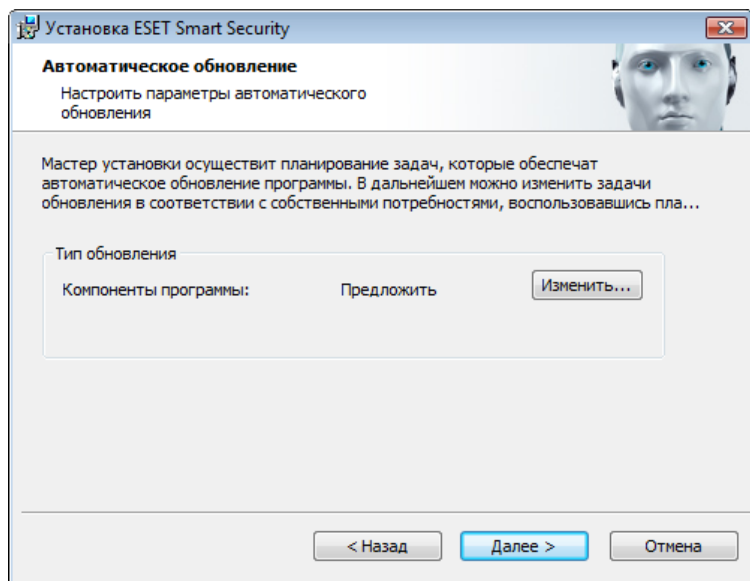 Установка ESET Smart Security
Автоматическое обновление
Настроить параметры автоматического
обновления
Мастер установки осуществит планирование задач, которые обеспечат
автоматическое обновление программы. В дальнейшем можно изменить задачи
обновления в соответствии с собственными потребностями, воспользовавшись пла...
Тип обновления
Компоненты программы: Предложить Изменить...
< Назад Далее > Отмена